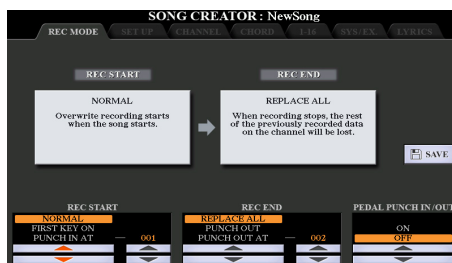 SONG CREATOR : NewSong
REC MODE SET UP CHANNEL CHORD 1-16 SYS/EX. LYRICS
REC START REC END
NORMAL
Overwrite recording starts
when the song starts.
REPLACE ALL
When recording stops, the rest
of the previously recorded data
on the channel will be lost.
SAVE
REC START
NORMAL
FIRST KEY ON
PUNCH IN AT — 001
REC END
REPLACE ALL
PUNCH OUT
PUNCH OUT AT — 002
PEDAL PUNCH IN/OUT
ON
OFF